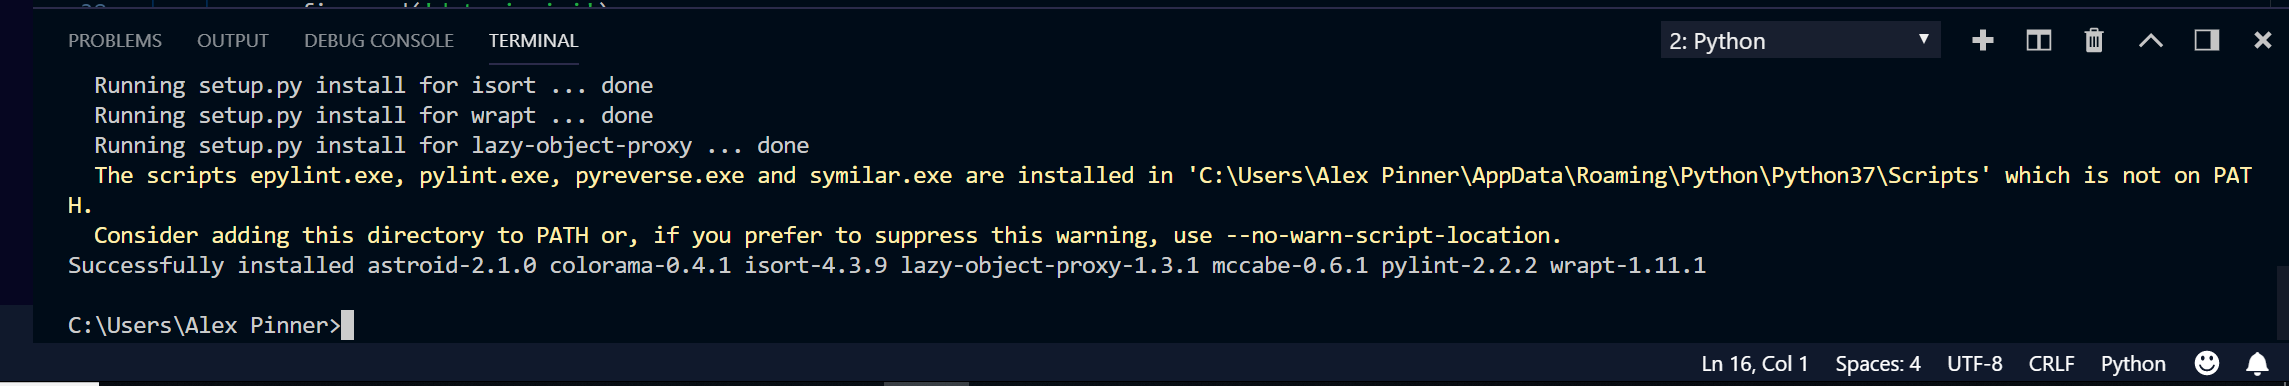 PROBLEMS OUTPUT DEBUG CONSOLE TERMINAL 2: Python
Running setup.py install for isort ... done
Running setup.py install for wrapt ... done
Running setup.py install for lazy-object-proxy ... done
The scripts epylint.exe, pylint.exe, pyreverse.exe and symilar.exe are installed in 'C:\Users\Alex Pinner\AppData\Roaming\Python\Python37\Scripts' which is not on PAT
H.
Consider adding this directory to PATH or, if you prefer to suppress this warning, use --no-warn-script-location.
Successfully installed astroid-2.1.0 colorama-0.4.1 isort-4.3.9 lazy-object-proxy-1.3.1 mccabe-0.6.1 pylint-2.2.2 wrapt-1.11.1
C:\Users\Alex Pinner>
Ln 16, Col 1 Spaces: 4 UTF-8 CRLF Python